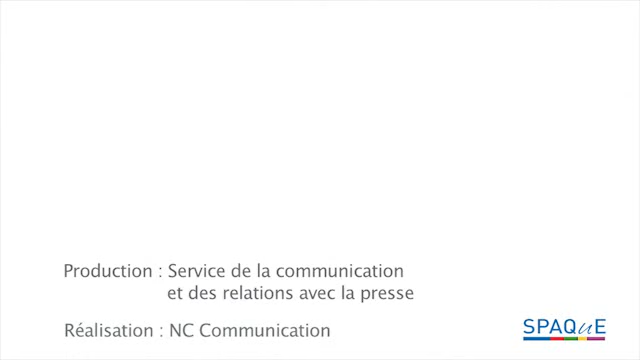 Production : Service de la communication
et des relations avec la presse
Réalisation : NC Communication
SPAQuE